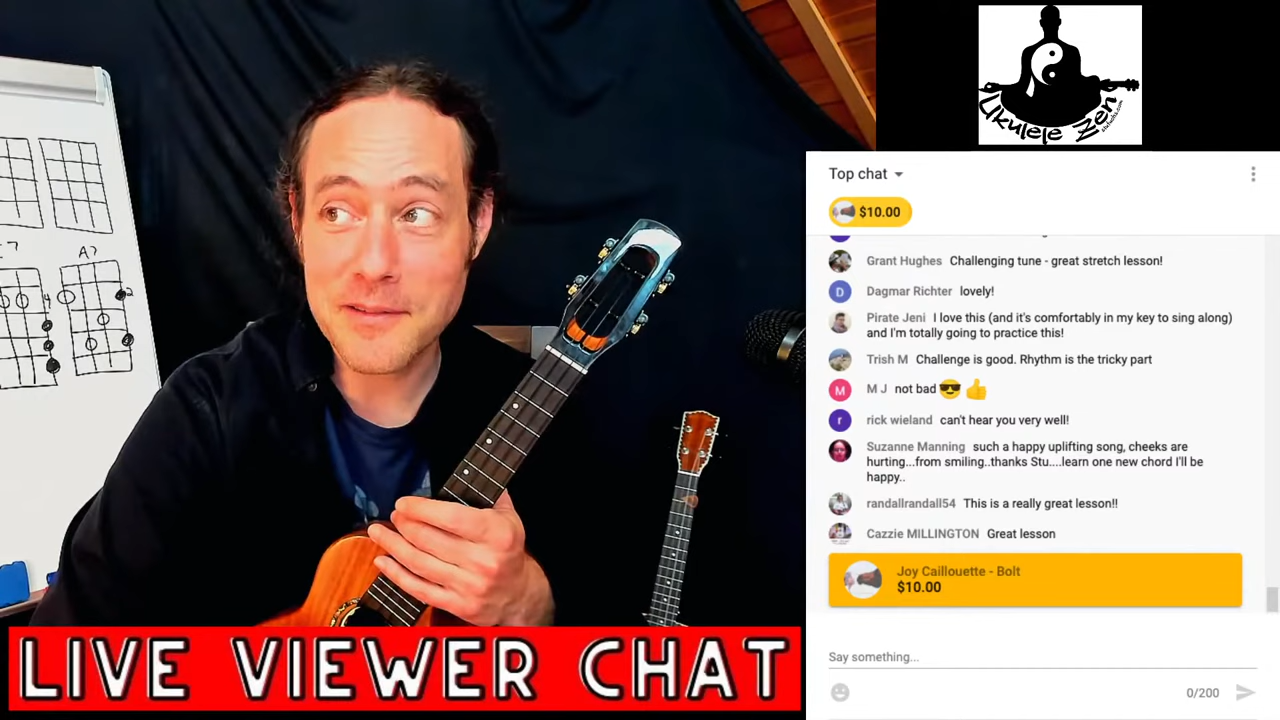 7
A7
4
2
LIVE VIEWER CHAT
Ukulele Zen
Top chat
$10.00
Grant Hughes Challenging tune - great stretch lesson!
D Dagmar Richter lovely!
Pirate Jeni I love this (and it's comfortably in my key to sing along)
and I'm totally going to practice this!
Trish M Challenge is good. Rhythm is the tricky part
M M J not bad 😎👍
r rick wieland can't hear you very well!
Suzanne Manning such a happy uplifting song, cheeks are
hurting...from smiling..thanks Stu....learn one new chord I'll be
happy..
randallrandall54 This is a really great lesson!!
Cazzie MILLINGTON Great lesson
Joy Caillouette - Bolt
$10.00
Say something...
0/200